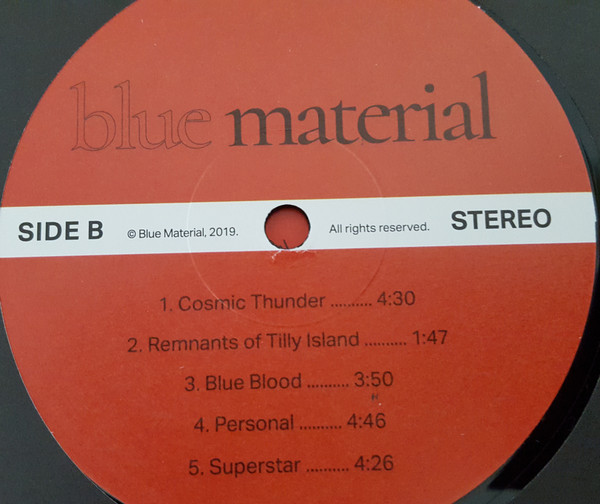 blue material
SIDE B © Blue Material, 2019. All rights reserved. STEREO
1. Cosmic Thunder .......... 4:30
2. Remnants of Tilly Island .......... 1:47
3. Blue Blood .......... 3:50
4. Personal .......... 4:46
5. Superstar .......... 4:26